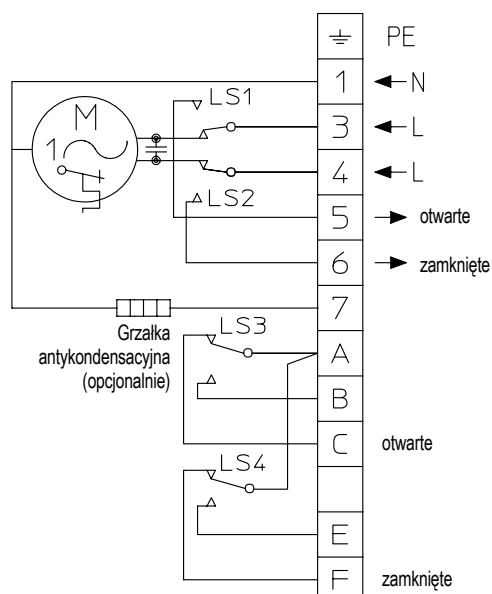 PE
1 N
LS1
M
1
3 L
4 L
LS2
5 otwarte
6 zamknięte
7
Grzałka
antykondensacyjna
(opcjonalnie)
LS3
A
B
C otwarte
LS4
E
F zamknięte